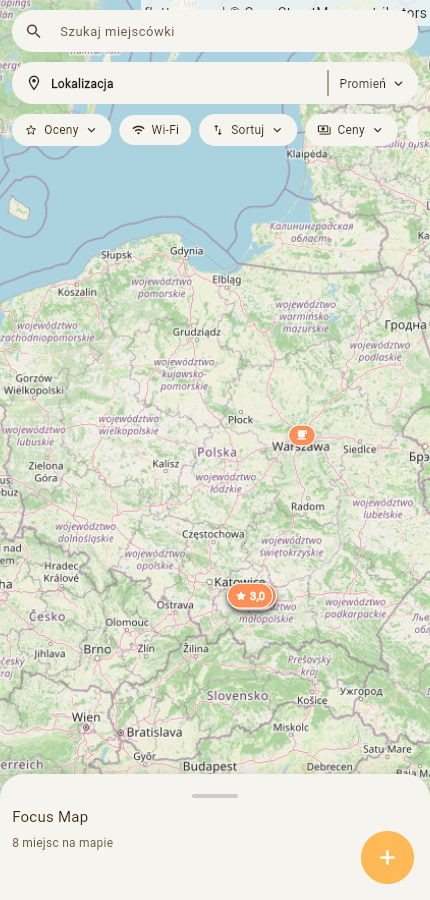 OpenStreetMap contributors
Szukaj miejscówki
Lokalizacja
Promień
Oceny
Wi-Fi
Sortuj
Ceny
Klaipėda
Калининградская
область
Gdynia
Słupsk
Elbląg
Koszalin
województwo
pomorskie
województwo
warmińsko-
mazurskie
Гродна
województwo
zachodniopomorskie
Grudziądz
województwo
podlaskie
województwo
kujawsko-
pomorskie
Gorzów
Wielkopolski
Płock
województwo
wielkopolskie
województwo
lubuskie
Warszawa
Siedlce
Polska
Zielona
Góra
Kalisz
województwo
łódzkie
Radom
województwo
lubelskie
województwo
dolnośląskie
Częstochowa
województwo
świętokrzyskie
województwo
opolskie
Hradec
Králové
Katowice
3,0
Ostrava
małopolskie
województwo
podkarpackie
Česko
Olomouc
Jihlava
Brno
Zlín
Žilina
Prešovský
kraj
Slovensko
Košice
Ужгород
Wien
Bratislava
Miskolc
Győr
Budapest
Debrecen
Satu Mare
Focus Map
8 miejsc na mapie